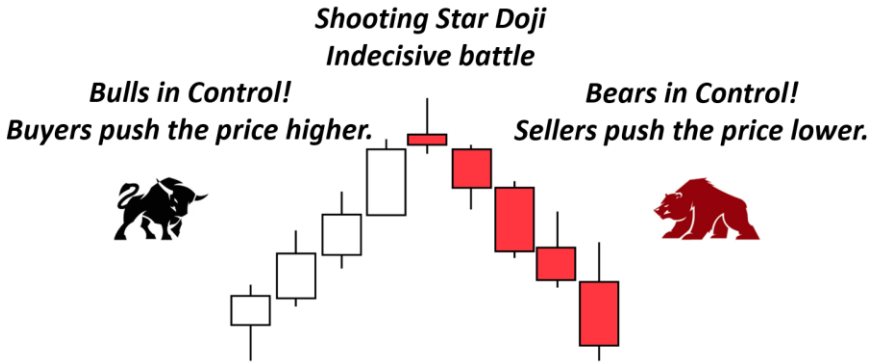 Shooting Star Doji
Indecisive battle
Bulls in Control!
Buyers push the price higher.
Bears in Control!
Sellers push the price lower.